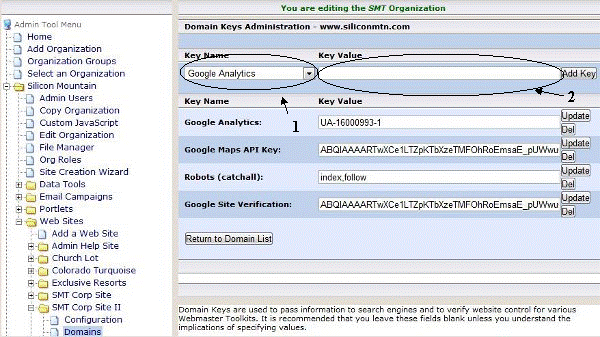 You are editing the SMT Organization
Admin Tool Menu
Home
Add Organization
Organization Groups
Select an Organization
Silicon Mountain
Admin Users
Copy Organization
Custom JavaScript
Edit Organization
File Manager
Org Roles
Site Creation Wizard
Data Tools
Email Campaigns
Portlets
Web Sites
Add a Web Site
Admin Help Site
Church Lot
Colorado Turquoise
Exclusive Resorts
SMT Corp Site
SMT Corp Site II
Configuration
Domains
Domain Keys Administration - www.siliconmtn.com
Key Name Key Value
Google Analytics Add Key
1 2
Key Name Key Value
Google Analytics: UA-16000993-1 Update
Del
Google Maps API Key: ABQIAAAARTwXCe1LTZpKTbXzeTMFOhRoEmsaE_pUWwu Update
Del
Robots (catchall): index,follow Update
Del
Google Site Verification: ABQIAAAARTwXCe1LTZpKTbXzeTMFOhRoEmsaE_pUWwu Update
Del
Return to Domain List
Domain Keys are used to pass information to search engines and to verify website control for various
Webmaster Toolkits. It is recommended that you leave these fields blank unless you understand the
implications of specifying values.